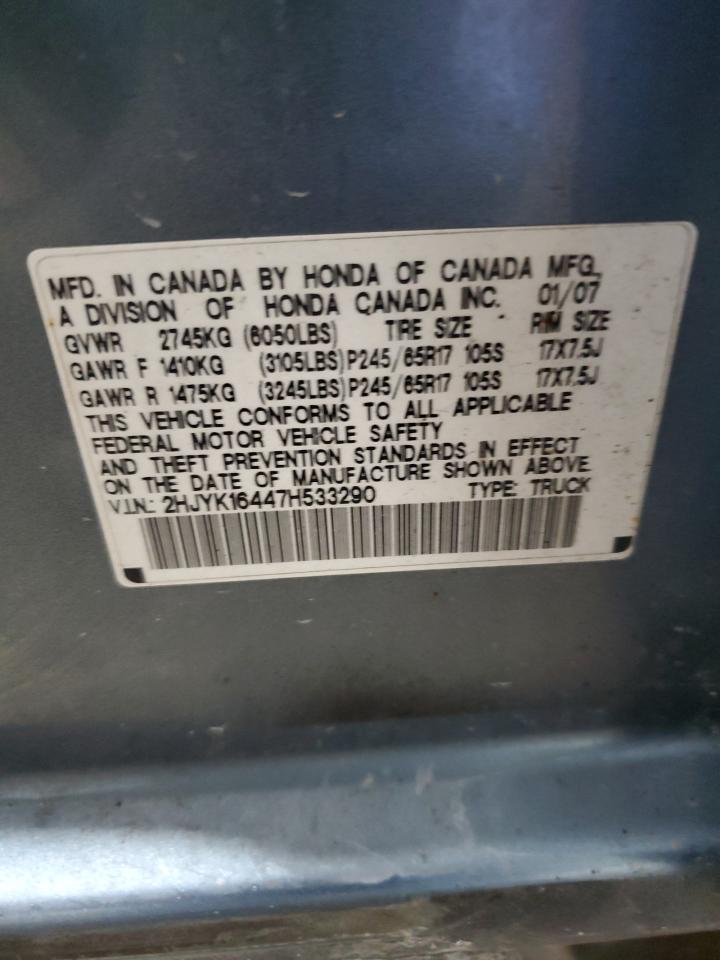 MFD. IN CANADA BY HONDA OF CANADA MFG.,
A DIVISION OF HONDA CANADA INC. 01/07
GVWR 2745KG (6050LBS) TIRE SIZE RIM SIZE
GAWR F 1410KG (3105LBS) P245/65R17 105S 17X7.5J
GAWR R 1475KG (3245LBS) P245/65R17 105S 17X7.5J
THIS VEHICLE CONFORMS TO ALL APPLICABLE
FEDERAL MOTOR VEHICLE SAFETY
AND THEFT PREVENTION STANDARDS IN EFFECT
ON THE DATE OF MANUFACTURE SHOWN ABOVE.
V.I.N.: 2HJYK16447H533290 TYPE: TRUCK